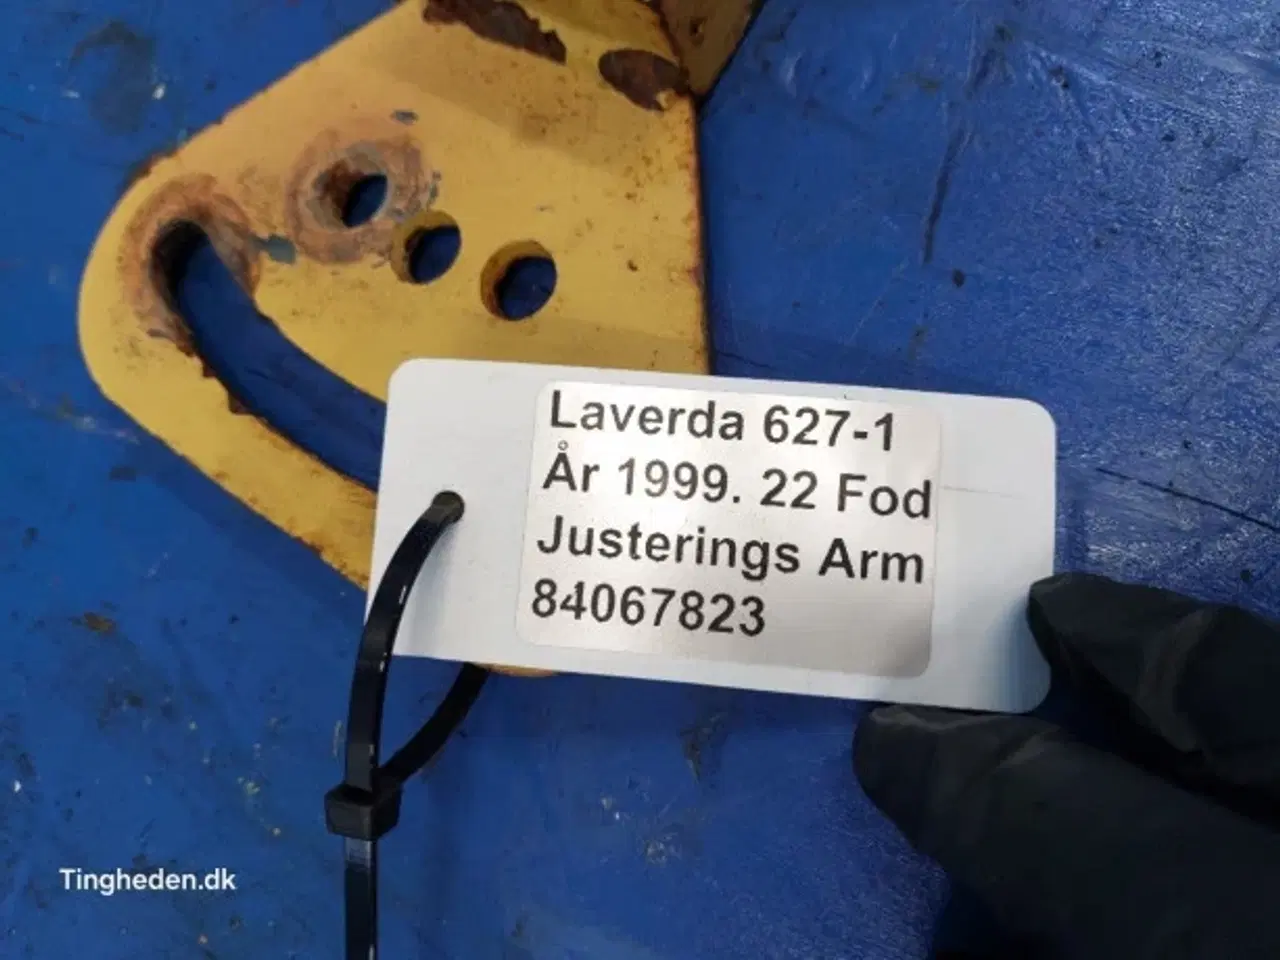 Laverda 627-1
År 1999. 22 Fod
Justerings Arm
84067823
Tingheden.dk